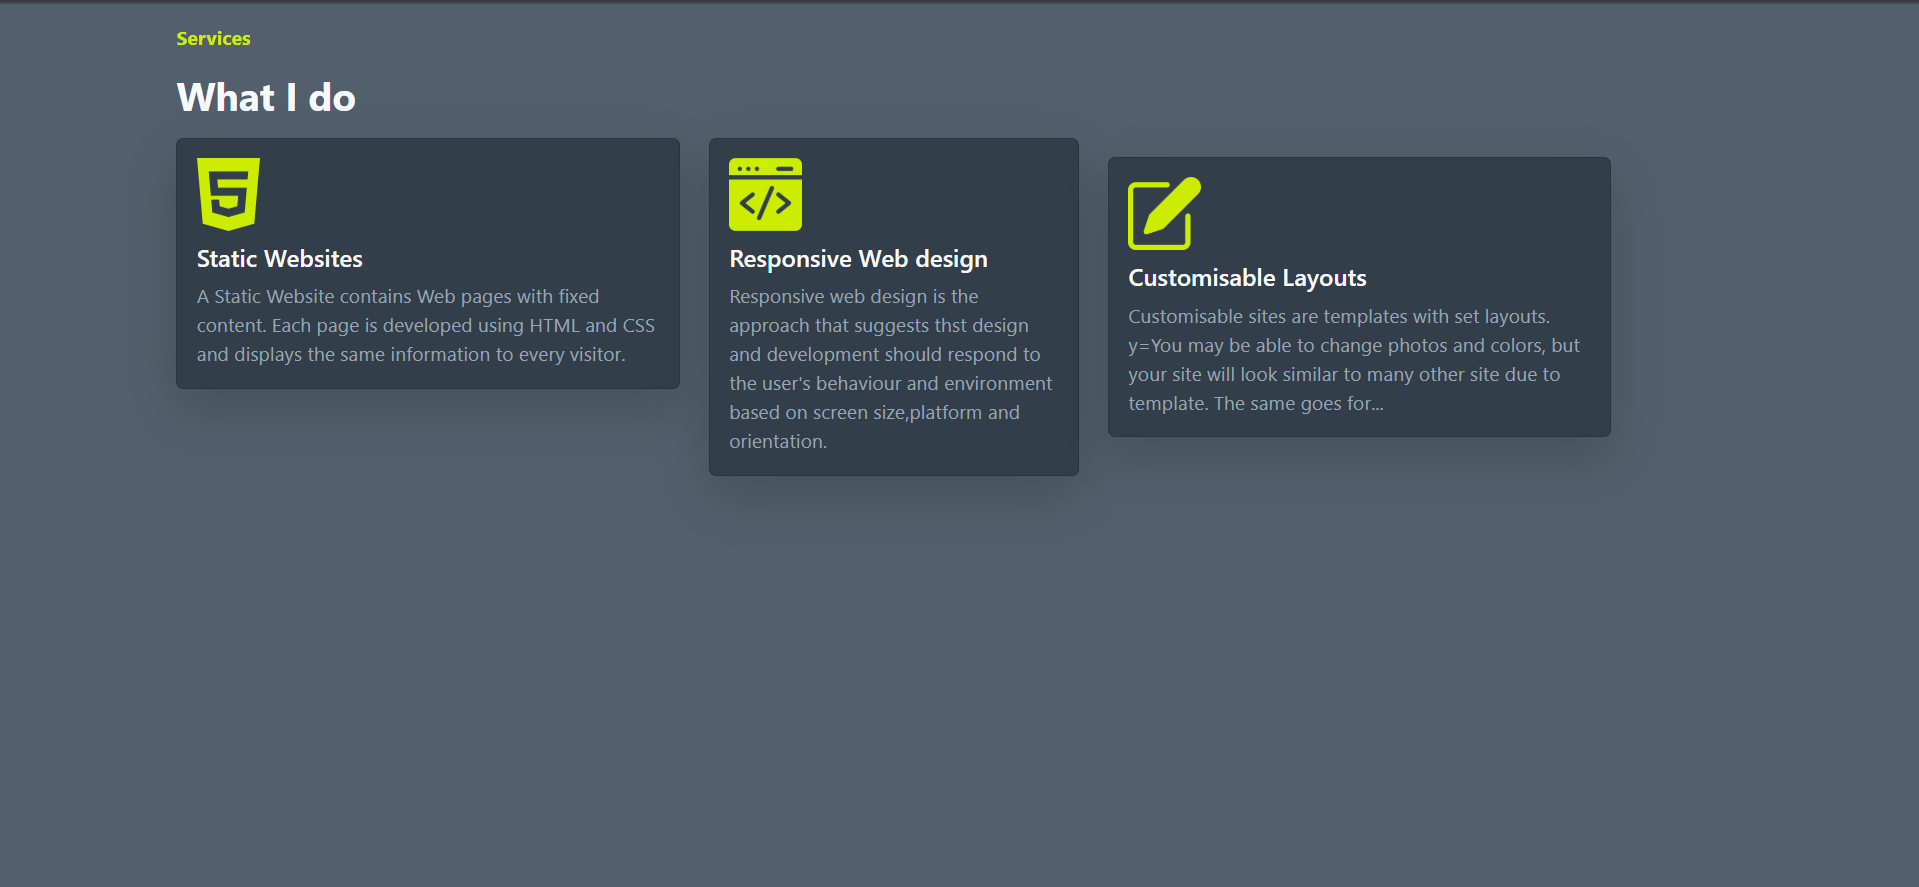 Services
What I do
Static Websites
A Static Website contains Web pages with fixed
content. Each page is developed using HTML and CSS
and displays the same information to every visitor.
Responsive Web design
Responsive web design is the
approach that suggests thst design
and development should respond to
the user's behaviour and environment
based on screen size,platform and
orientation.
Customisable Layouts
Customisable sites are templates with set layouts.
y=You may be able to change photos and colors, but
your site will look similar to many other site due to
template. The same goes for...